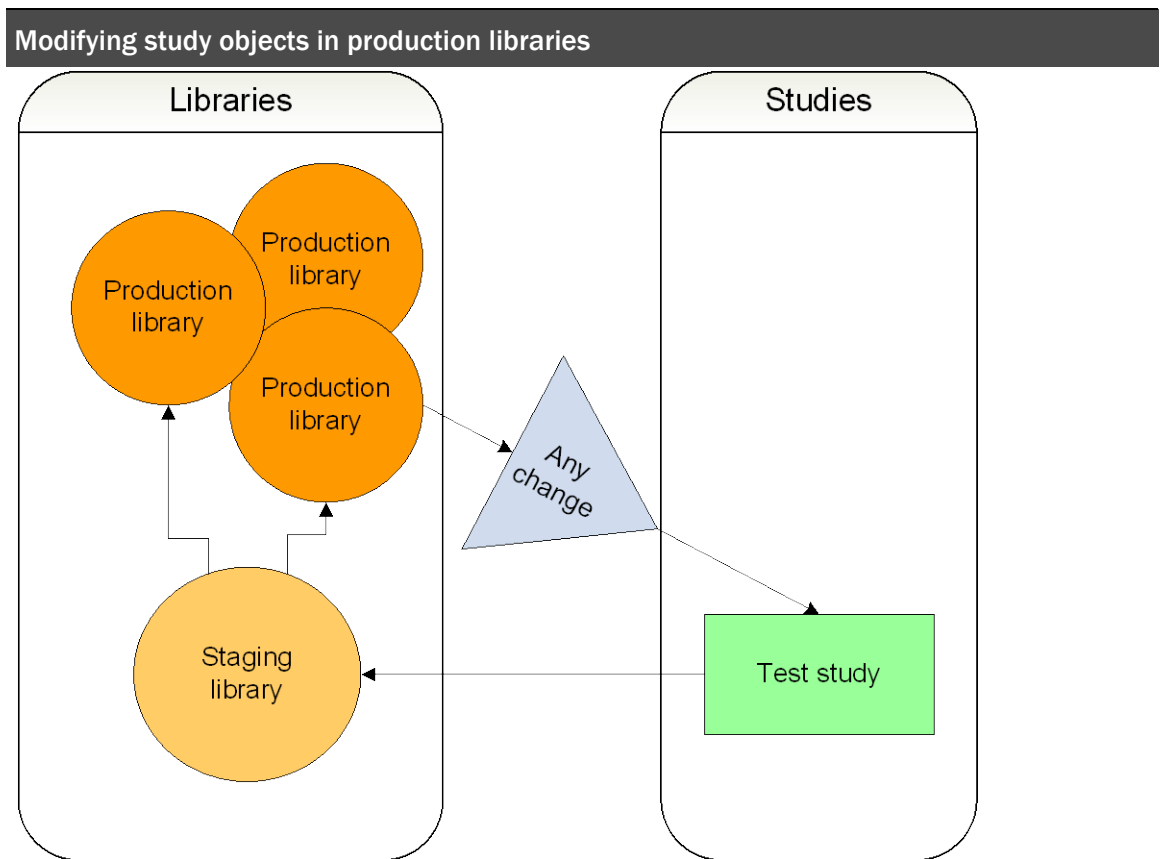 Modifying study objects in production libraries
Libraries
Studies
Production
library
Production
library
Production
library
Any
change
Staging
library
Test study